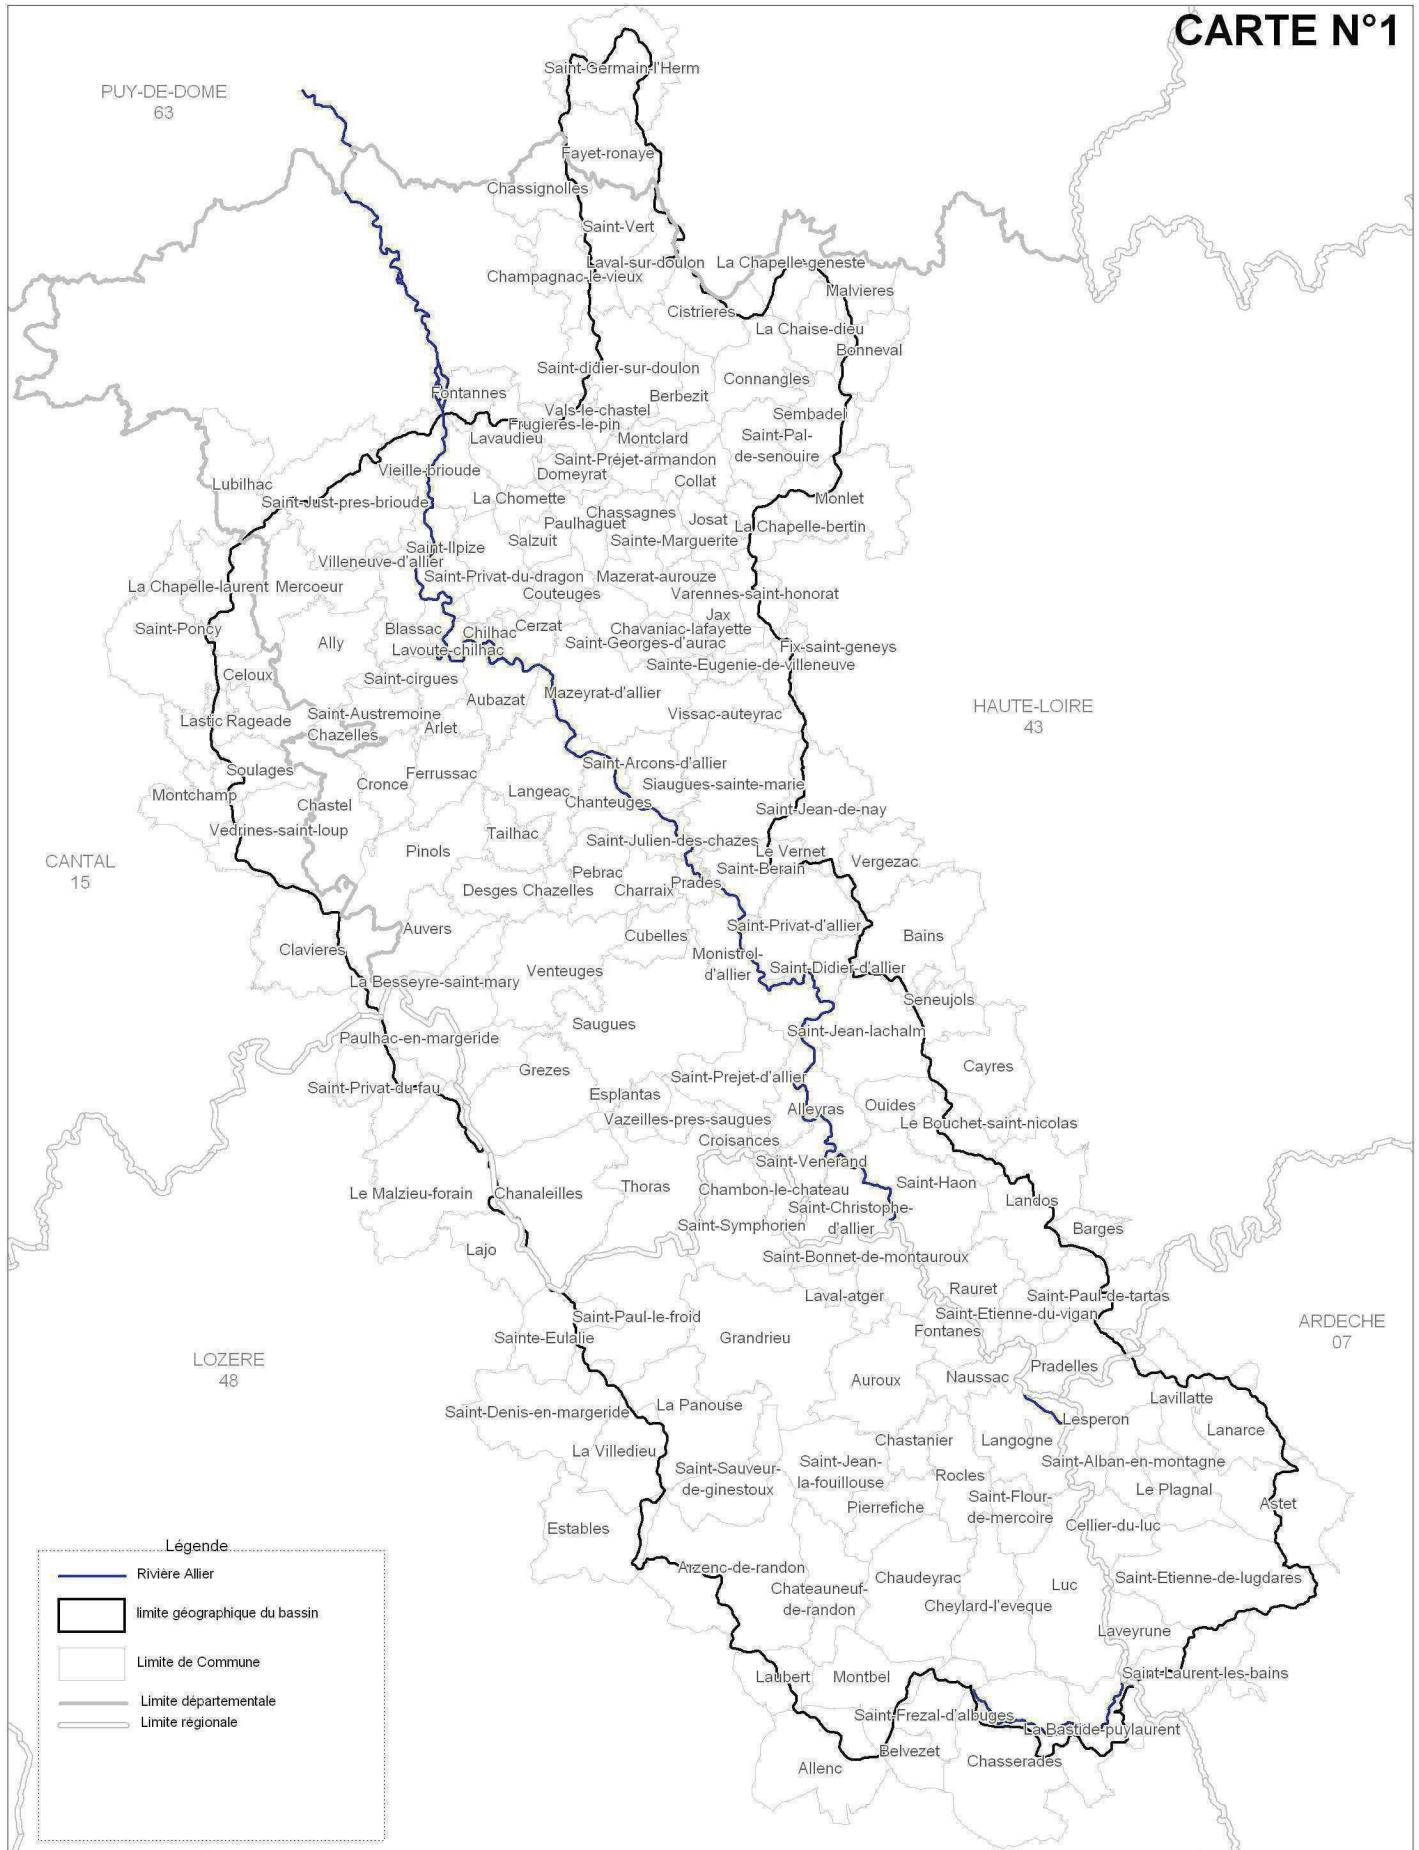 CARTE N°1
Saint-Germain-l'Herm
PUY-DE-DOME
63
Fayet-ronaye
Chassignolles
Saint-Vert
Laval-sur-doulon
La Chapelle-geneste
Champagnac-le-vieux
Malvieres
Cistrieres
La Chaise-dieu
Bonneval
Saint-didier-sur-doulon
Connangles
Fontannes
Berbezit
Vals-le-chastel
Sembadel
Frugieres-le-pin
Lavaudieu
Montclard
Saint-Pal-
de-senouire
Saint-Prejet-armandon
Vieille-brioude
Domeyrat
Collat
Lubilhac
Saint-Just-pres-brioude
La Chomette
Monlet
Chassagnes
Paulhaguet
Josat
La Chapelle-bertin
Salzuit
Sainte-Marguerite
Saint-Ilpize
Villeneuve-d'allier
Saint-Privat-du-dragon
Mazerat-aurouze
La Chapelle-laurent
Mercoeur
Couteuges
Varennes-saint-honorat
Jax
Saint-Poncy
Blassac
Chilhac
Cerzat
Chavaniac-lafayette
Ally
Lavoute-chilhac
Saint-Georges-d'aurac
Fix-saint-geneys
Sainte-Eugenie-de-villeneuve
Celoux
Saint-cirgues
Aubazat
Mazeyrat-d'allier
HAUTE-LOIRE
43
Lastic
Rageade
Saint-Austremoine
Vissac-auteyrac
Chazelles
Arlet
Saint-Arcons-d'allier
Soulages
Ferrussac
Cronce
Siaugues-sainte-marie
Montchamp
Langeac
Chanteuges
Chastel
Saint-Jean-de-nay
Vedrines-saint-loup
Tailhac
Saint-Julien-des-chazes
CANTAL
15
Pinols
Le Vernet
Vergezac
Pebrac
Saint-Berain
Desges
Chazelles
Charraix
Prades
Auvers
Saint-Privat-d'allier
Cubelles
Bains
Clavieres
Monistrol-
d'allier
Saint-Didier-d'allier
Venteuges
La Besseyre-saint-mary
Seneujols
Saugues
Saint-Jean-lachalm
Paulhac-en-margeride
Grezes
Cayres
Saint-Prejet-d'allier
Saint-Privat-du-fau
Esplantas
Alleyras
Ouides
Vazeilles-pres-saugues
Le Bouchet-saint-nicolas
Croisances
Saint-Venerand
Le Malzieu-forain
Chanaleilles
Thoras
Chambon-le-chateau
Saint-Haon
Landos
Saint-Christophe-
d'allier
Saint-Symphorien
Barges
Lajo
Saint-Bonnet-de-montauroux
Laval-atger
Rauret
Saint-Paul-de-tartas
Saint-Paul-le-froid
Saint-Etienne-du-vigan
ARDECHE
07
Sainte-Eulalie
Grandrieu
Fontanes
LOZERE
48
Pradelles
Auroux
Naussac
Lavillatte
La Panouse
Saint-Denis-en-margeride
Lesperon
Lanarce
Chastanier
Langogne
La Villedieu
Saint-Jean-
la-fouillouse
Saint-Alban-en-montagne
Saint-Sauveur-
de-ginestoux
Rocles
Le Plagnal
Saint-Flour-
de-mercoire
Pierrefiche
Astet
Estables
Cellier-du-luc
Arzenc-de-randon
Chaudeyrac
Saint-Etienne-de-lugdares
Chateauneuf-
de-randon
Luc
Cheylard-l'eveque
Laveyrune
Saint-Laurent-les-bains
Laubert
Montbel
Saint-Frezal-d'albuges
La Bastide-puylaurent
Belvezet
Chasserades
Allenc
Légende
Rivière Allier
limite géographique du bassin
Limite de Commune
Limite départementale
Limite régionale